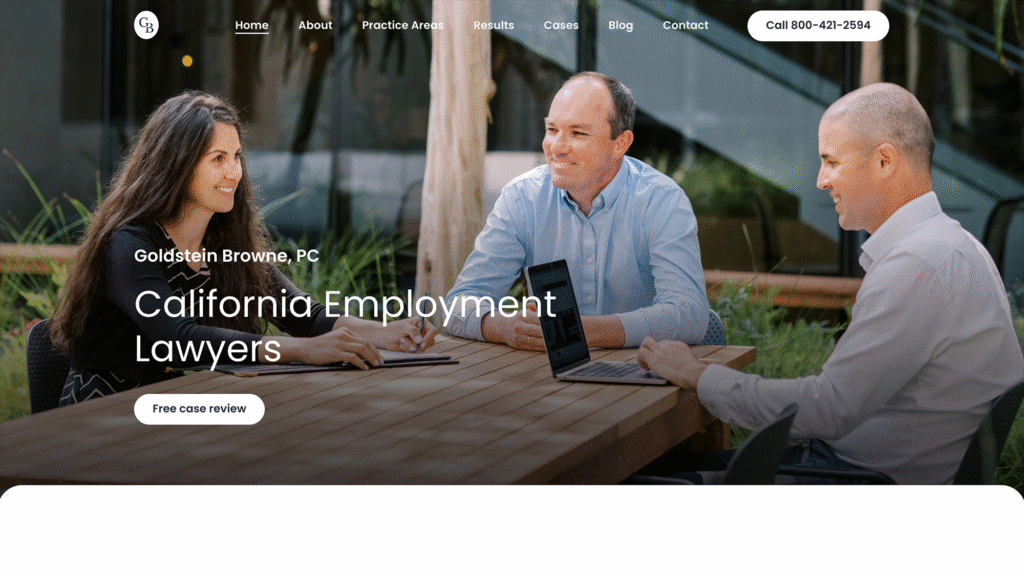 GB
Home About Practice Areas Results Cases Blog Contact Call 800-421-2594
Goldstein Browne, PC
California Employment
Lawyers
Free case review